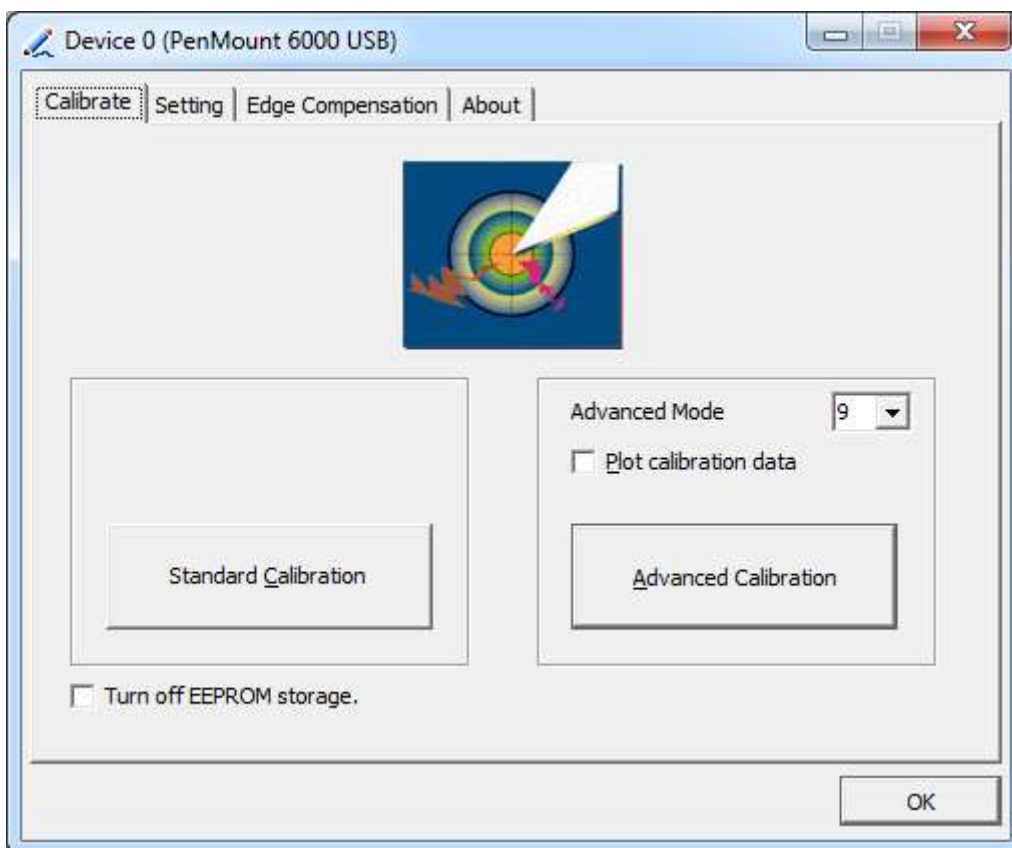 Device 0 (PenMount 6000 USB)
Calibrate Setting Edge Compensation About
Advanced Mode 9
Plot calibration data
Standard Calibration
Advanced Calibration
Turn off EEPROM storage.
OK